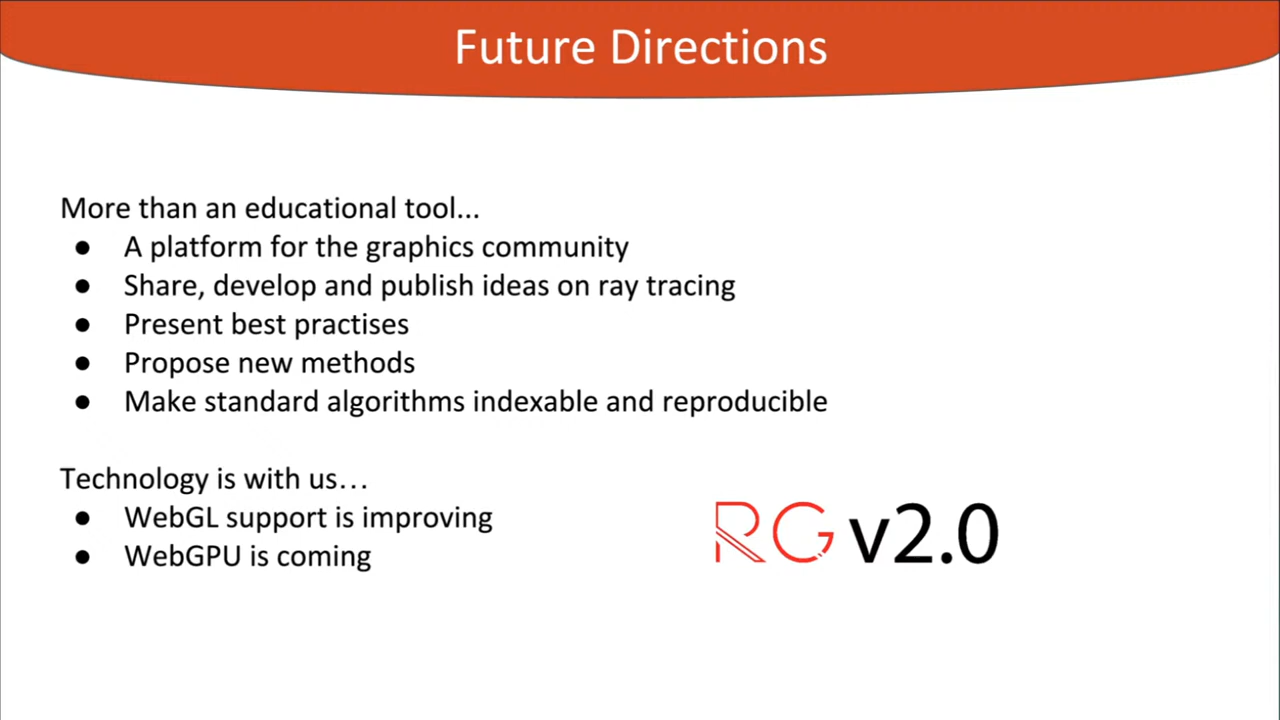 Future Directions
More than an educational tool...
● A platform for the graphics community
● Share, develop and publish ideas on ray tracing
● Present best practises
● Propose new methods
● Make standard algorithms indexable and reproducible
Technology is with us...
● WebGL support is improving
● WebGPU is coming
RG v2.0